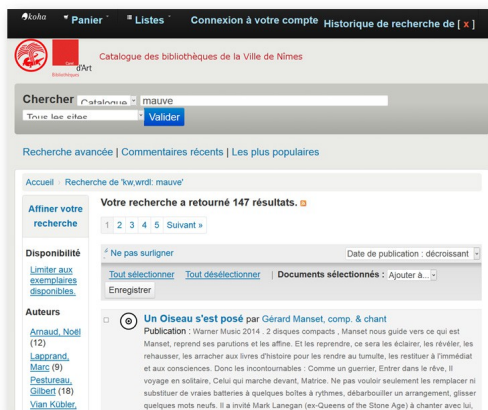 koha Panier Listes Connexion à votre compte Historique de recherche de [ x ]
Carré d'Art
Bibliothèques
Catalogue des bibliothèques de la Ville de Nîmes
Chercher Catalogue mauve
Tous les sites Valider
Recherche avancée | Commentaires récents | Les plus populaires
Accueil › Recherche de 'kw,wrdl: mauve'
Affiner votre recherche
Disponibilité
Limiter aux exemplaires disponibles.
Auteurs
Arnaud, Noël (12)
Lapprand, Marc (9)
Pestureau, Gilbert (18)
Vian Kübler,
Votre recherche a retourné 147 résultats.
1 2 3 4 5 Suivant »
Ne pas surligner Date de publication : décroissant
Tout sélectionner Tout désélectionner | Documents sélectionnés : Ajouter à...
Enregistrer
Un Oiseau s'est posé par Gérard Manset, comp. & chant
Publication : Warner Music 2014 . 2 disques compacts , Manset nous guide vers ce qui est
Manset, reprend ses parutions et les affine. Et les reprendre, ce sera les éclairer, les révéler, les
rehausser, les arracher aux livres d'histoire pour les rendre au tumulte, les restituer à l'immédiat
et aux consciences. Donc les incontournables : Comme un guerrier, Entrer dans le rêve, Il
voyage en solitaire, Celui qui marche devant, Matrice. Ne pas vouloir seulement les remplacer ni
substituer de vraies batteries à quelques boîtes à rythmes, débarbouiller un arrangement, glisser
quelques mots neufs. Il a invité Mark Lanegan (ex-Queens of the Stone Age) à chanter avec lui,